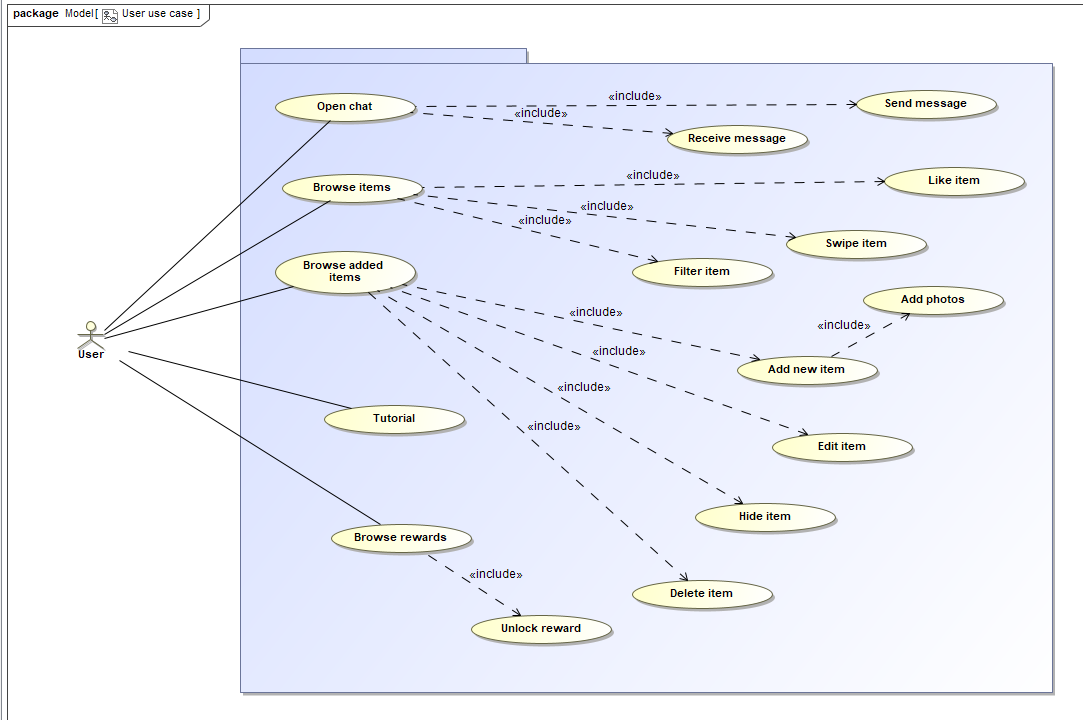 package Model[ User use case ]
Open chat
«include»
Send message
«include»
Receive message
Browse items
«include»
Like item
«include»
«include»
Swipe item
Filter item
Browse added
items
«include»
Add photos
«include»
«include»
Add new item
«include»
User
Tutorial
«include»
Edit item
Hide item
Browse rewards
«include»
Delete item
Unlock reward